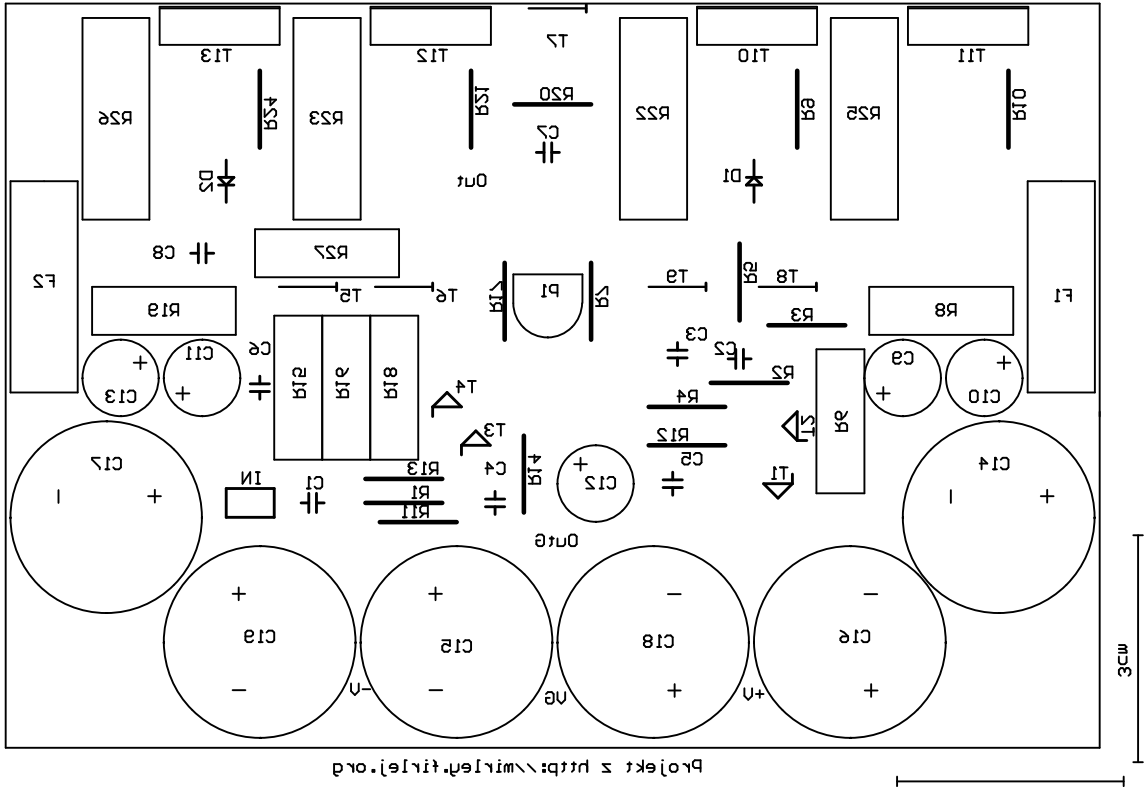 T7
T13
T12
T10
T11
R20
R24
R21
R9
R10
R26
R23
R22
R25
C7
D2
Out
D1
C8
R27
F2
R5
F1
T5
T6
R17
P1
R7
T9
T8
R19
R8
R3
C3
C6
C11
C2
C9
R2
C13
R15
R16
R18
T4
R4
C10
T2
R6
T3
R12
C17
C5
C14
R13
C4
R14
T1
IN
C1
C12
R1
R11
OutG
C19
C15
C18
C16
3cm
-V
GV
+V
Projekt z http://mirley.firlej.org